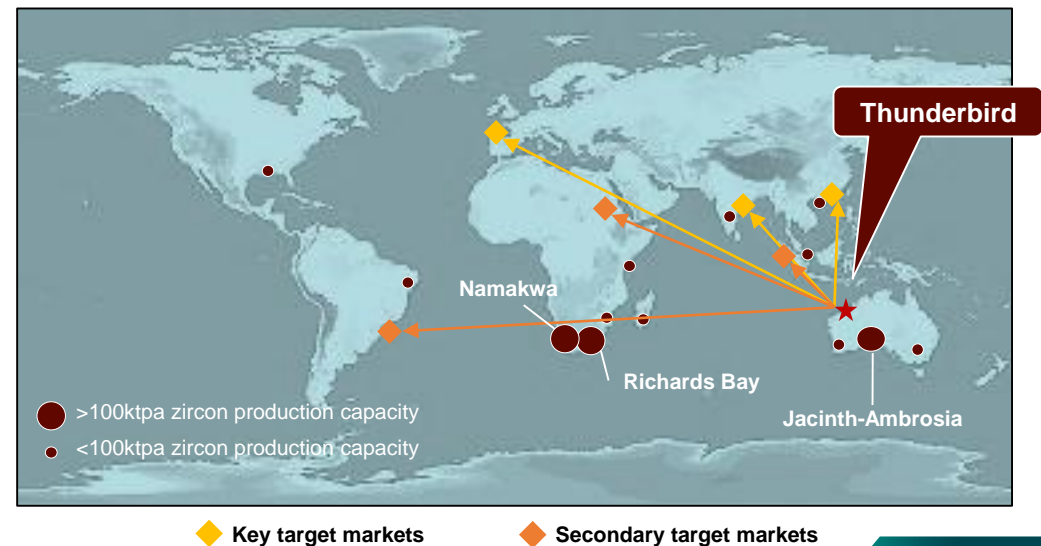 Thunderbird
Namakwa
Richards Bay
Jacinth-Ambrosia
>100ktpa zircon production capacity
<100ktpa zircon production capacity
Key target markets
Secondary target markets